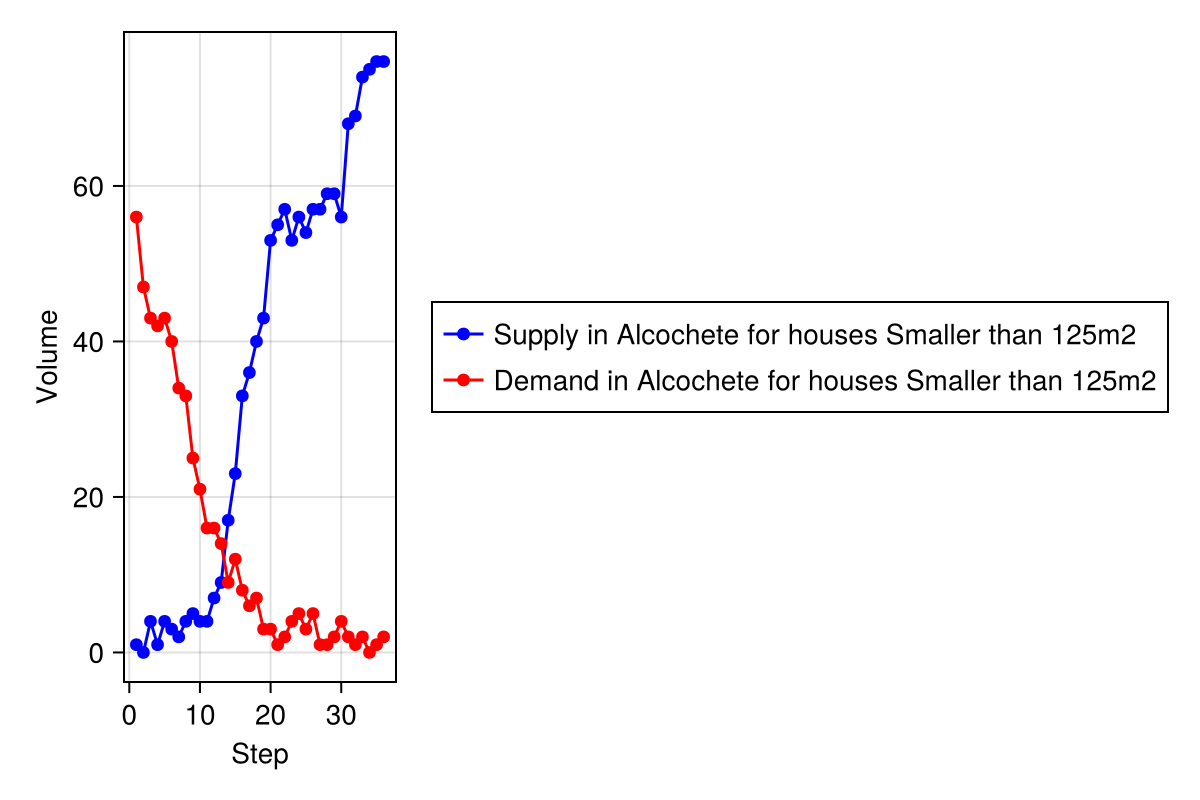 Volume
60
40
20
0
0 10 20 30
Step
Supply in Alcochete for houses Smaller than 125m2
Demand in Alcochete for houses Smaller than 125m2